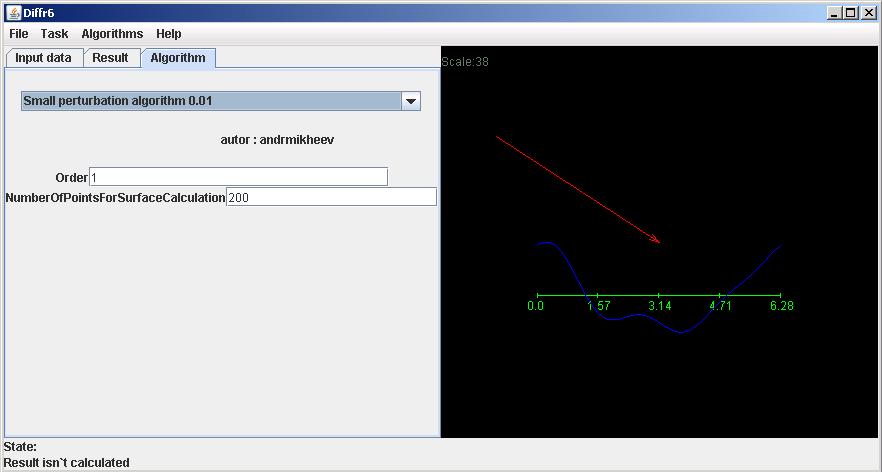 Diffr6
File Task Algorithms Help
Input data Result Algorithm
Scale:38
Small perturbation algorithm 0.01
autor : andrmikheev
Order 1
NumberOfPointsForSurfaceCalculation 200
0.0 1.57 3.14 4.71 6.28
State:
Result isn`t calculated